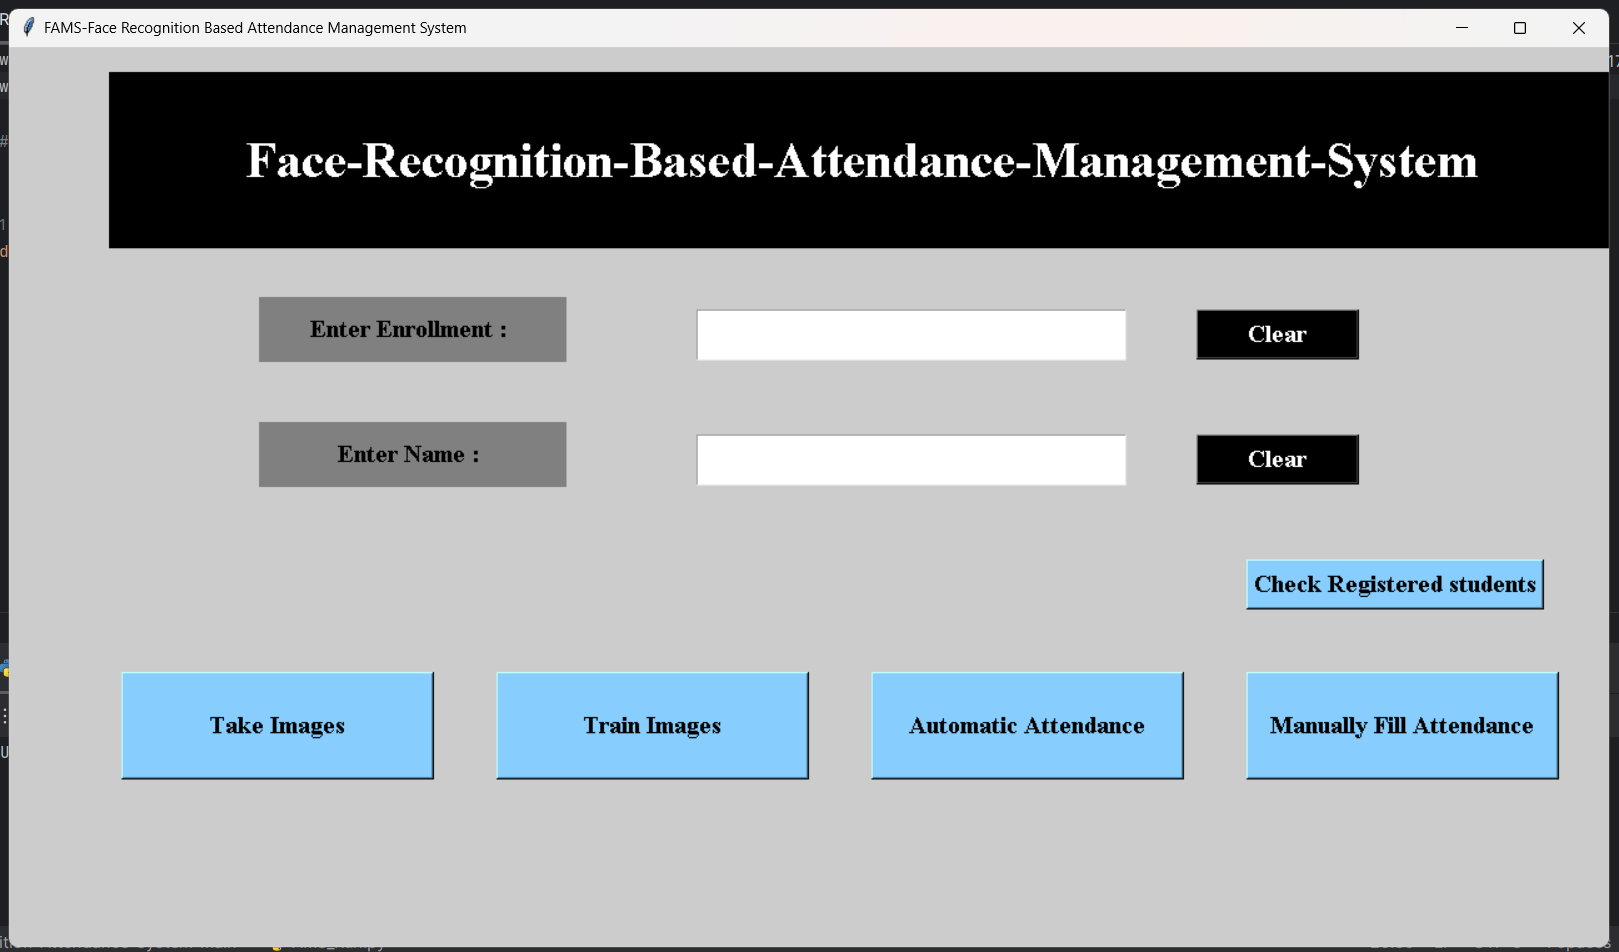 FAMS-Face Recognition Based Attendance Management System
Face-Recognition-Based-Attendance-Management-System
Enter Enrollment :
Clear
Enter Name :
Clear
Check Registered students
Take Images
Train Images
Automatic Attendance
Manually Fill Attendance